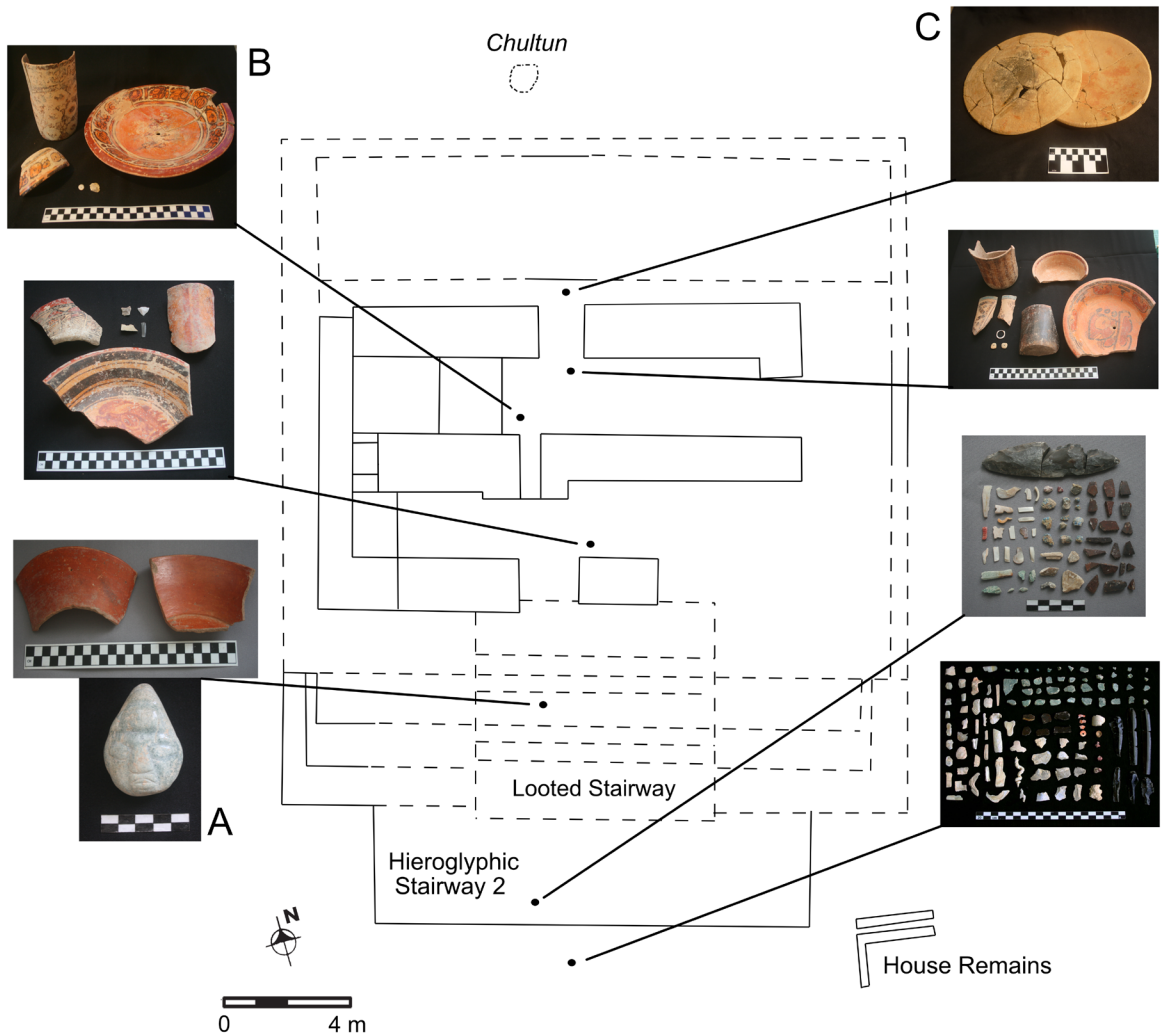 Chultun
C
B
A
Looted Stairway
Hieroglyphic
Stairway 2
N
House Remains
0 4 m